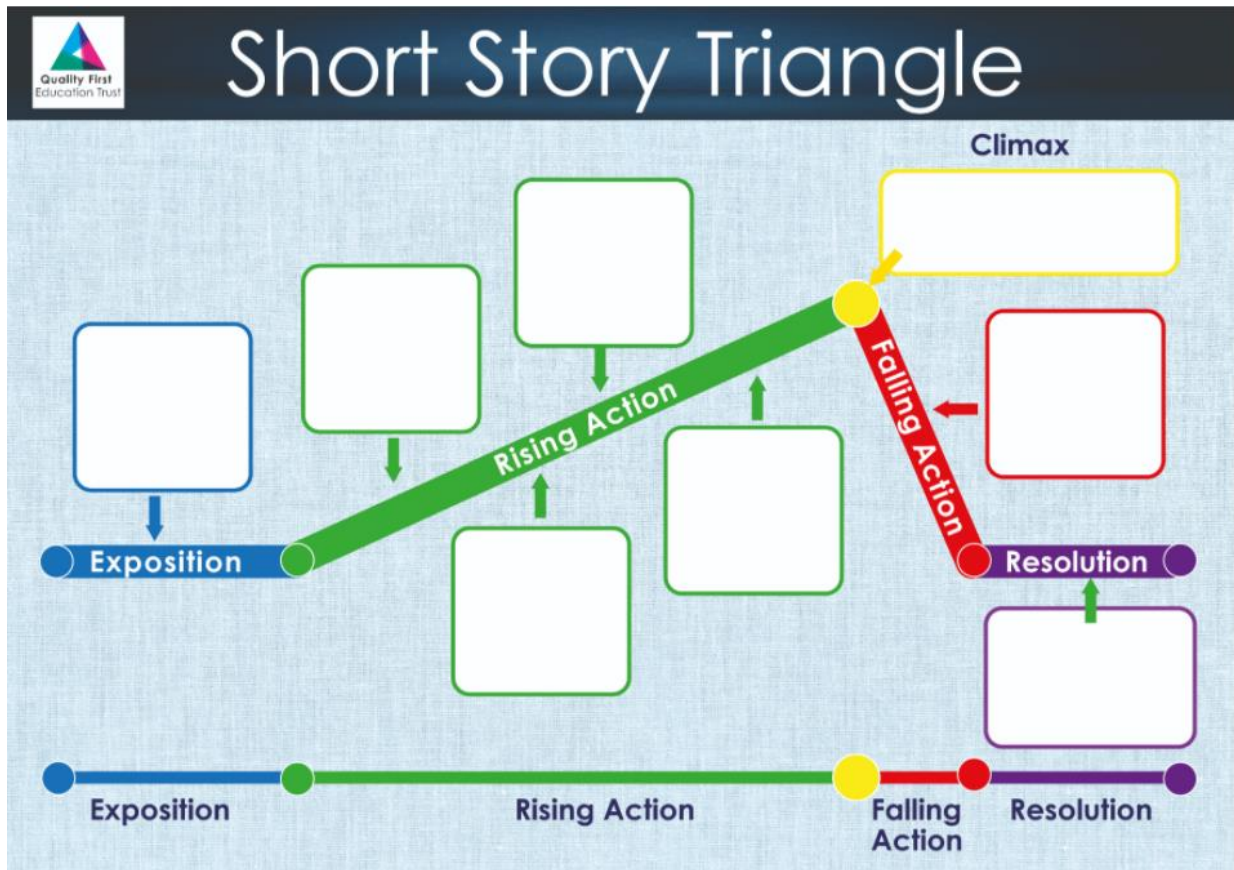 Quality First
Education Trust
Short Story Triangle
Climax
Rising Action
Falling Action
Exposition
Resolution
Exposition
Rising Action
Falling
Action
Resolution